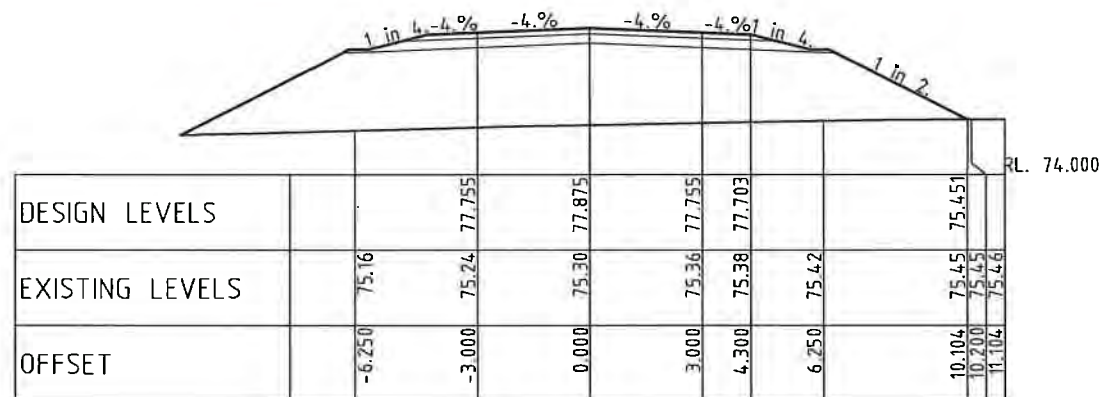 1 in 4. -4.% -4.% -4.% -4.% 1 in 4.
1 in 2.
RL. 74.000
DESIGN LEVELS 77.755 77.875 77.755 77.703 75.451
EXISTING LEVELS 75.16 75.24 75.30 75.36 75.38 75.42 75.45 75.45 75.46
OFFSET -6.250 -3.000 0.000 3.000 4.300 6.250 10.104 10.200 11.104